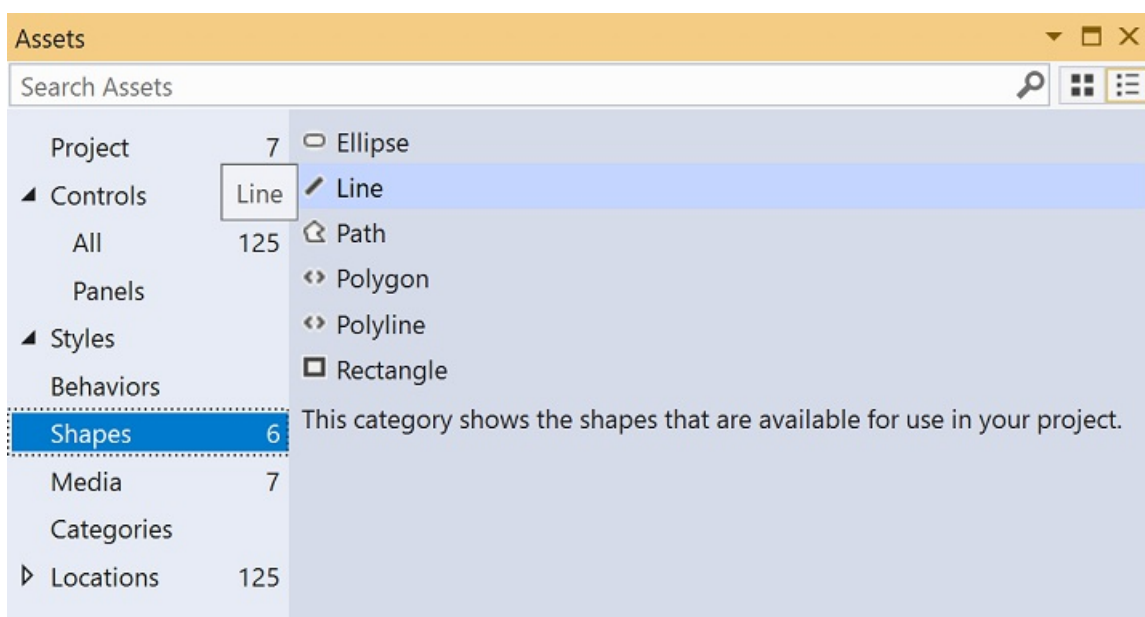 Assets
Search Assets
Project 7
Controls
All 125
Panels
Styles
Behaviors
Shapes 6
Media 7
Categories
Locations 125
Line
Ellipse
Line
Path
Polygon
Polyline
Rectangle
This category shows the shapes that are available for use in your project.